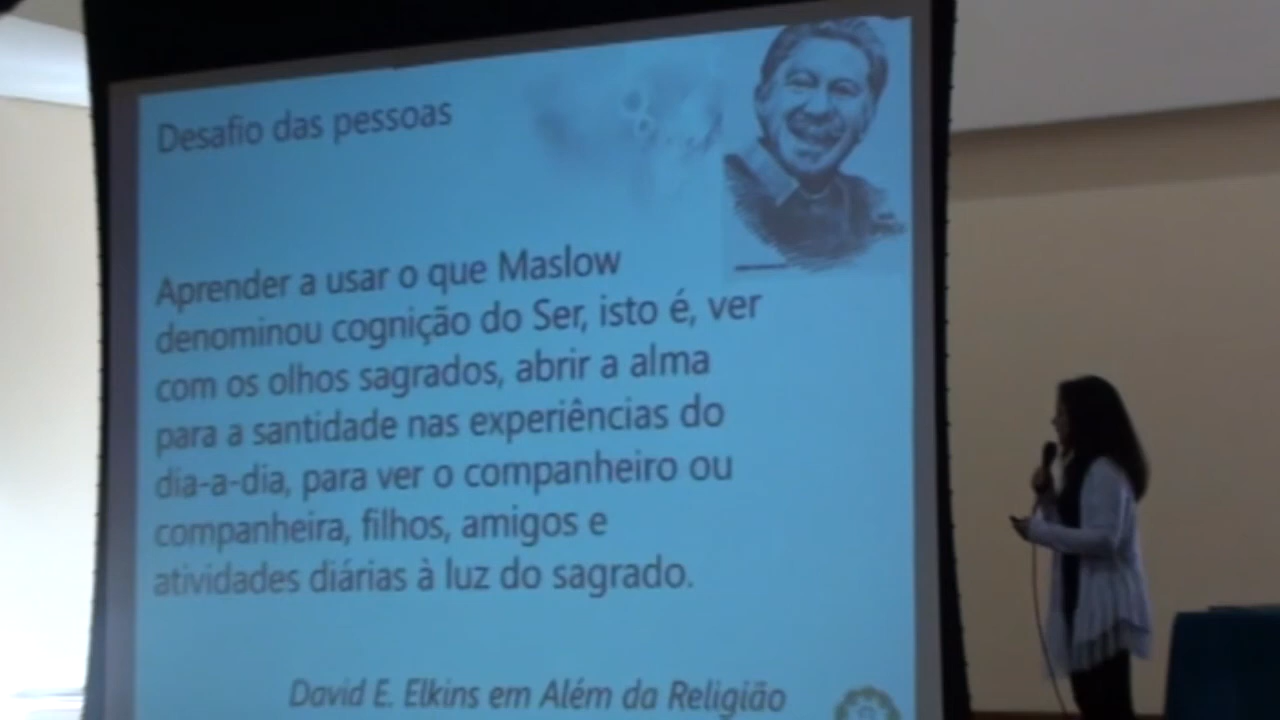 Desafio das pessoas
Aprender a usar o que Maslow
denominou cognição do Ser, isto é, ver
com os olhos sagrados, abrir a alma
para a santidade nas experiências do
dia-a-dia, para ver o companheiro ou
companheira, filhos, amigos e
atividades diárias à luz do sagrado.
David E. Elkins em Além da Religião